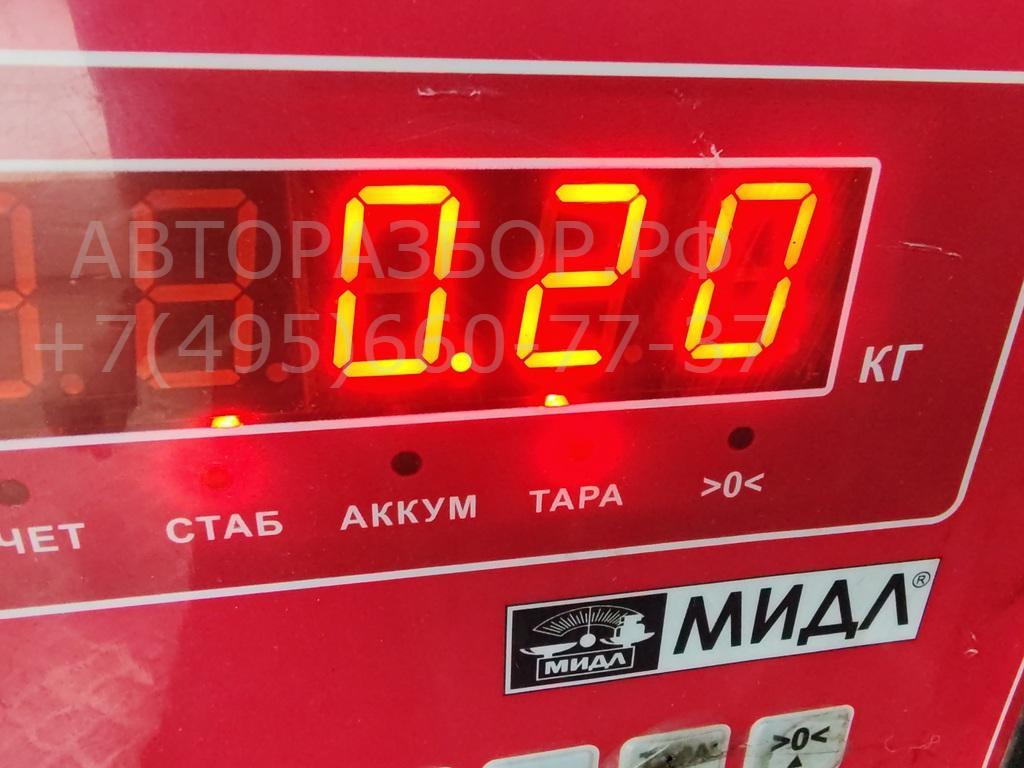 АВТОРАЗБОР.РФ
+7(495)660-77-37
0.20
КГ
ЧЕТ СТАБ АККУМ ТАРА >0<
МИДЛ МИДЛ®
>0<